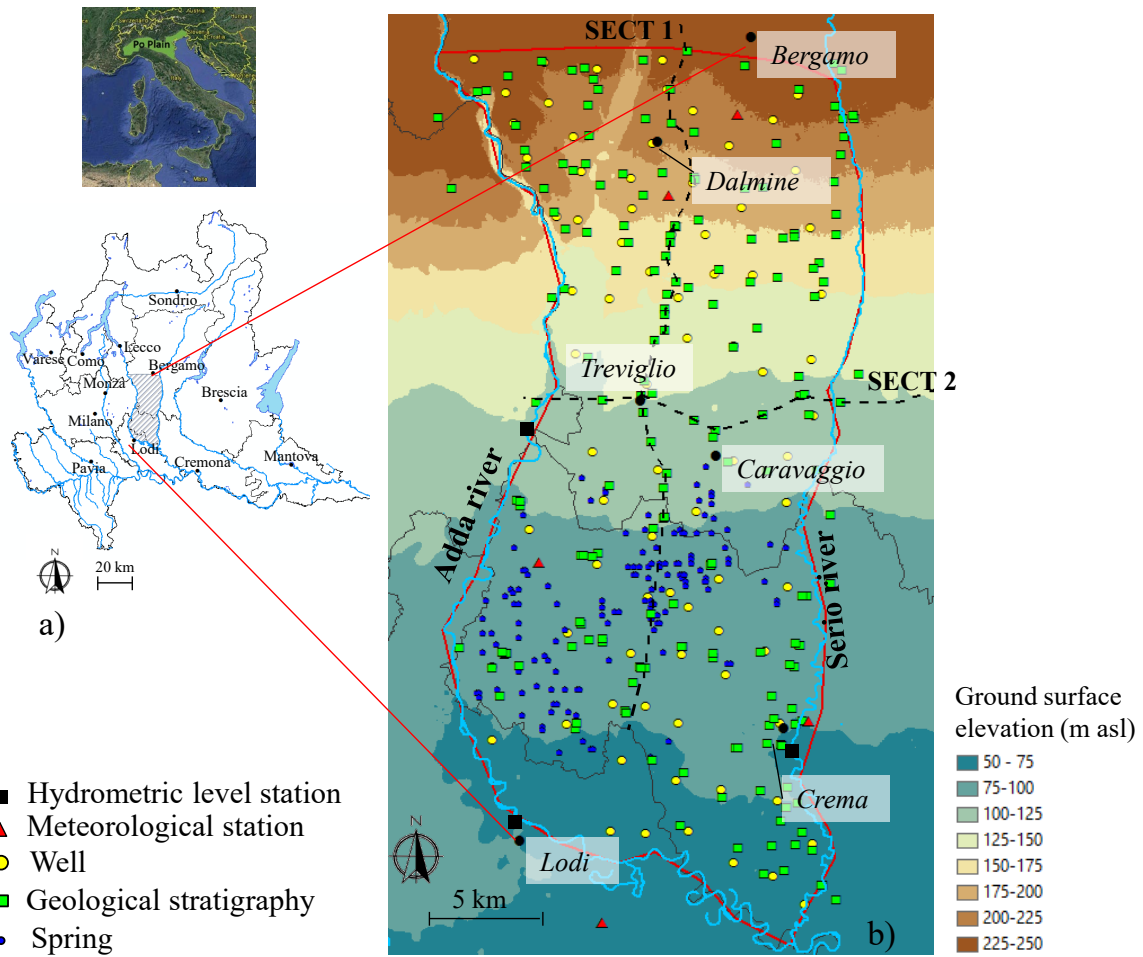 Po Plain
Italy
Sondrio
Lecco
Varese
Como
Bergamo
Monza
Brescia
Milano
Lodi
Pavia
Cremona
Mantova
N
20 km
a)
SECT 1
Bergamo
Dalmine
Treviglio
SECT 2
Caravaggio
Adda river
Serio river
Crema
Lodi
N
5 km
b)
Hydrometric level station
Meteorological station
Well
Geological stratigraphy
Spring
Ground surface
elevation (m asl)
50 - 75
75-100
100-125
125-150
150-175
175-200
200-225
225-250